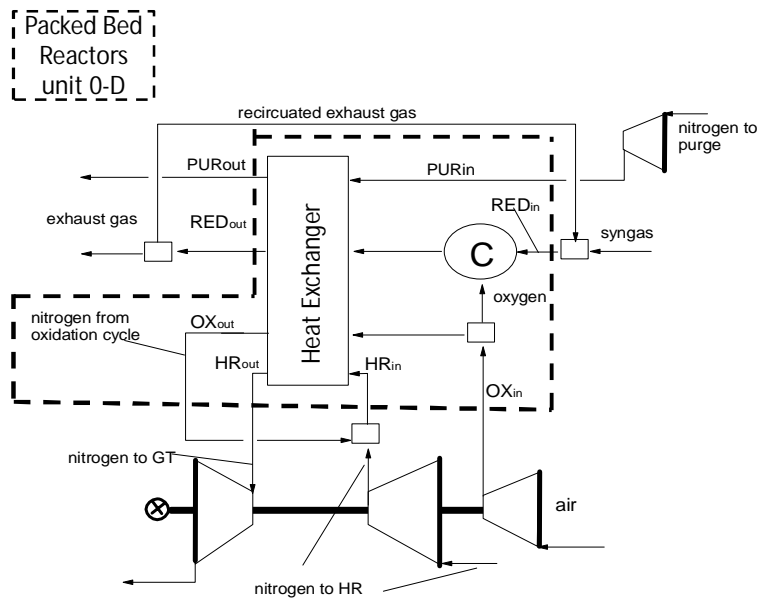 Packed Bed
Reactors
unit 0-D
recircuated exhaust gas
nitrogen to
purge
PURout
PURin
exhaust gas
REDout
REDin
syngas
C
Heat Exchanger
oxygen
nitrogen from
oxidation cycle
OXout
HRout
HRin
OXin
nitrogen to GT
air
nitrogen to HR